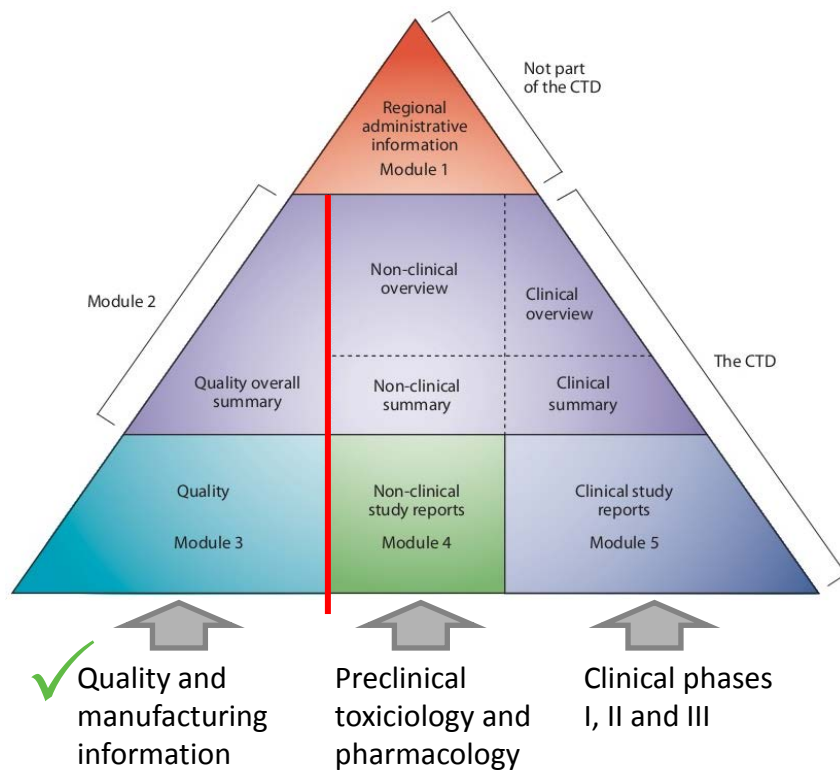 Not part
of the CTD
Regional
administrative
information
Module 1
Module 2
Non-clinical
overview
Clinical
overview
The CTD
Quality overall
summary
Non-clinical
summary
Clinical
summary
Quality
Module 3
Non-clinical
study reports
Module 4
Clinical study
reports
Module 5
Quality and
manufacturing
information
Preclinical
toxiciology and
pharmacology
Clinical phases
I, II and III